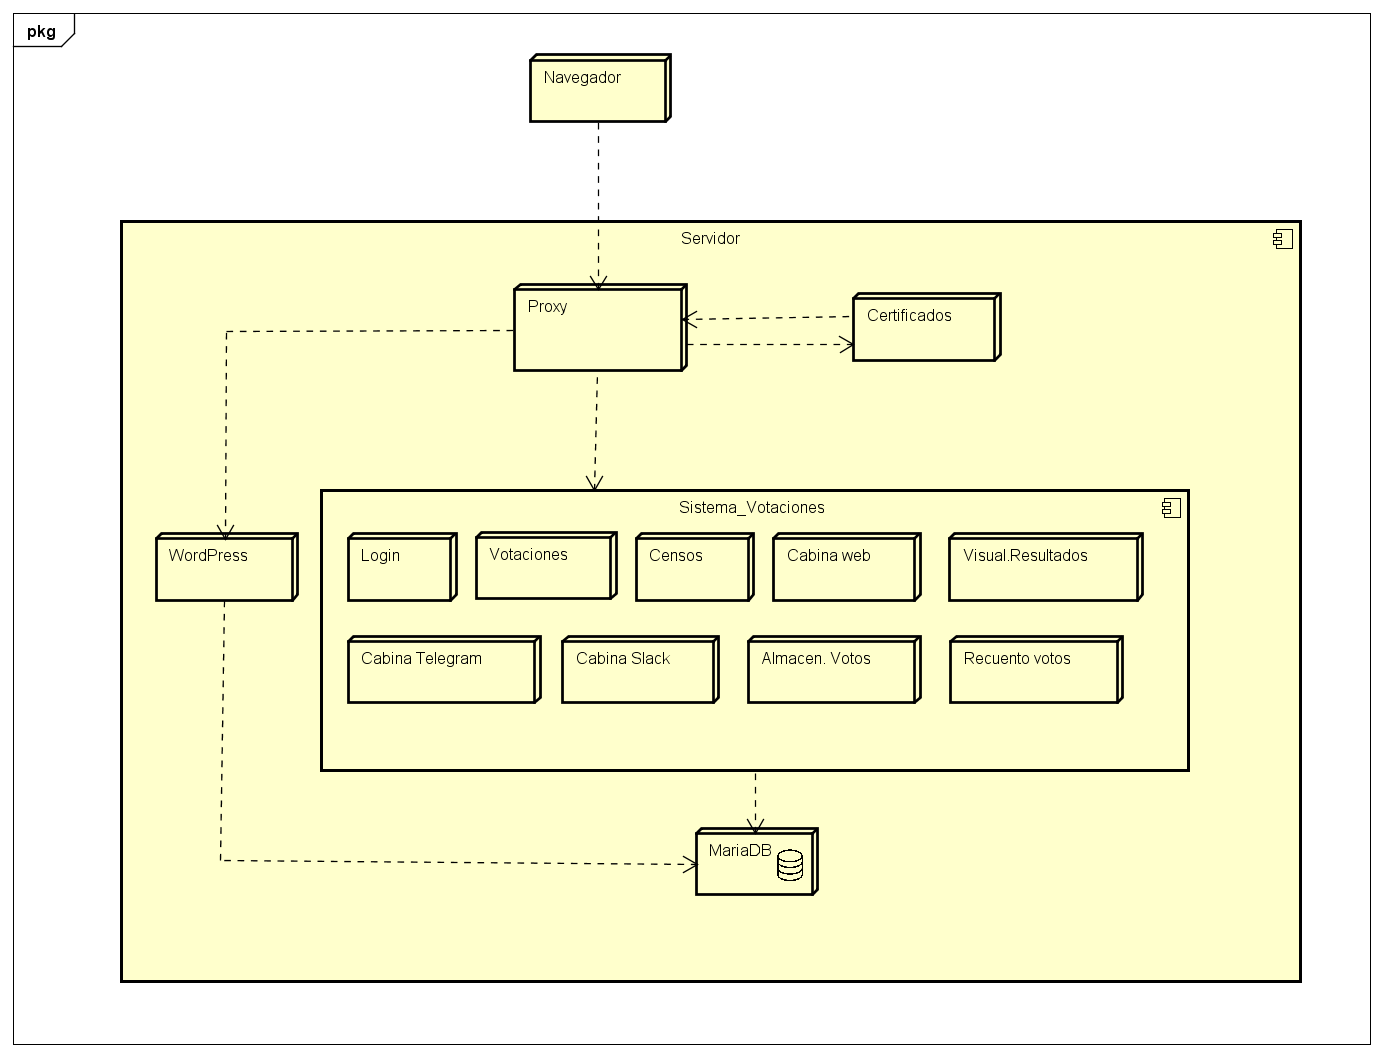 pkg
Navegador
Servidor
Proxy
Certificados
Sistema_Votaciones
WordPress
Login
Votaciones
Censos
Cabina web
Visual.Resultados
Cabina Telegram
Cabina Slack
Almacen. Votos
Recuento votos
MariaDB